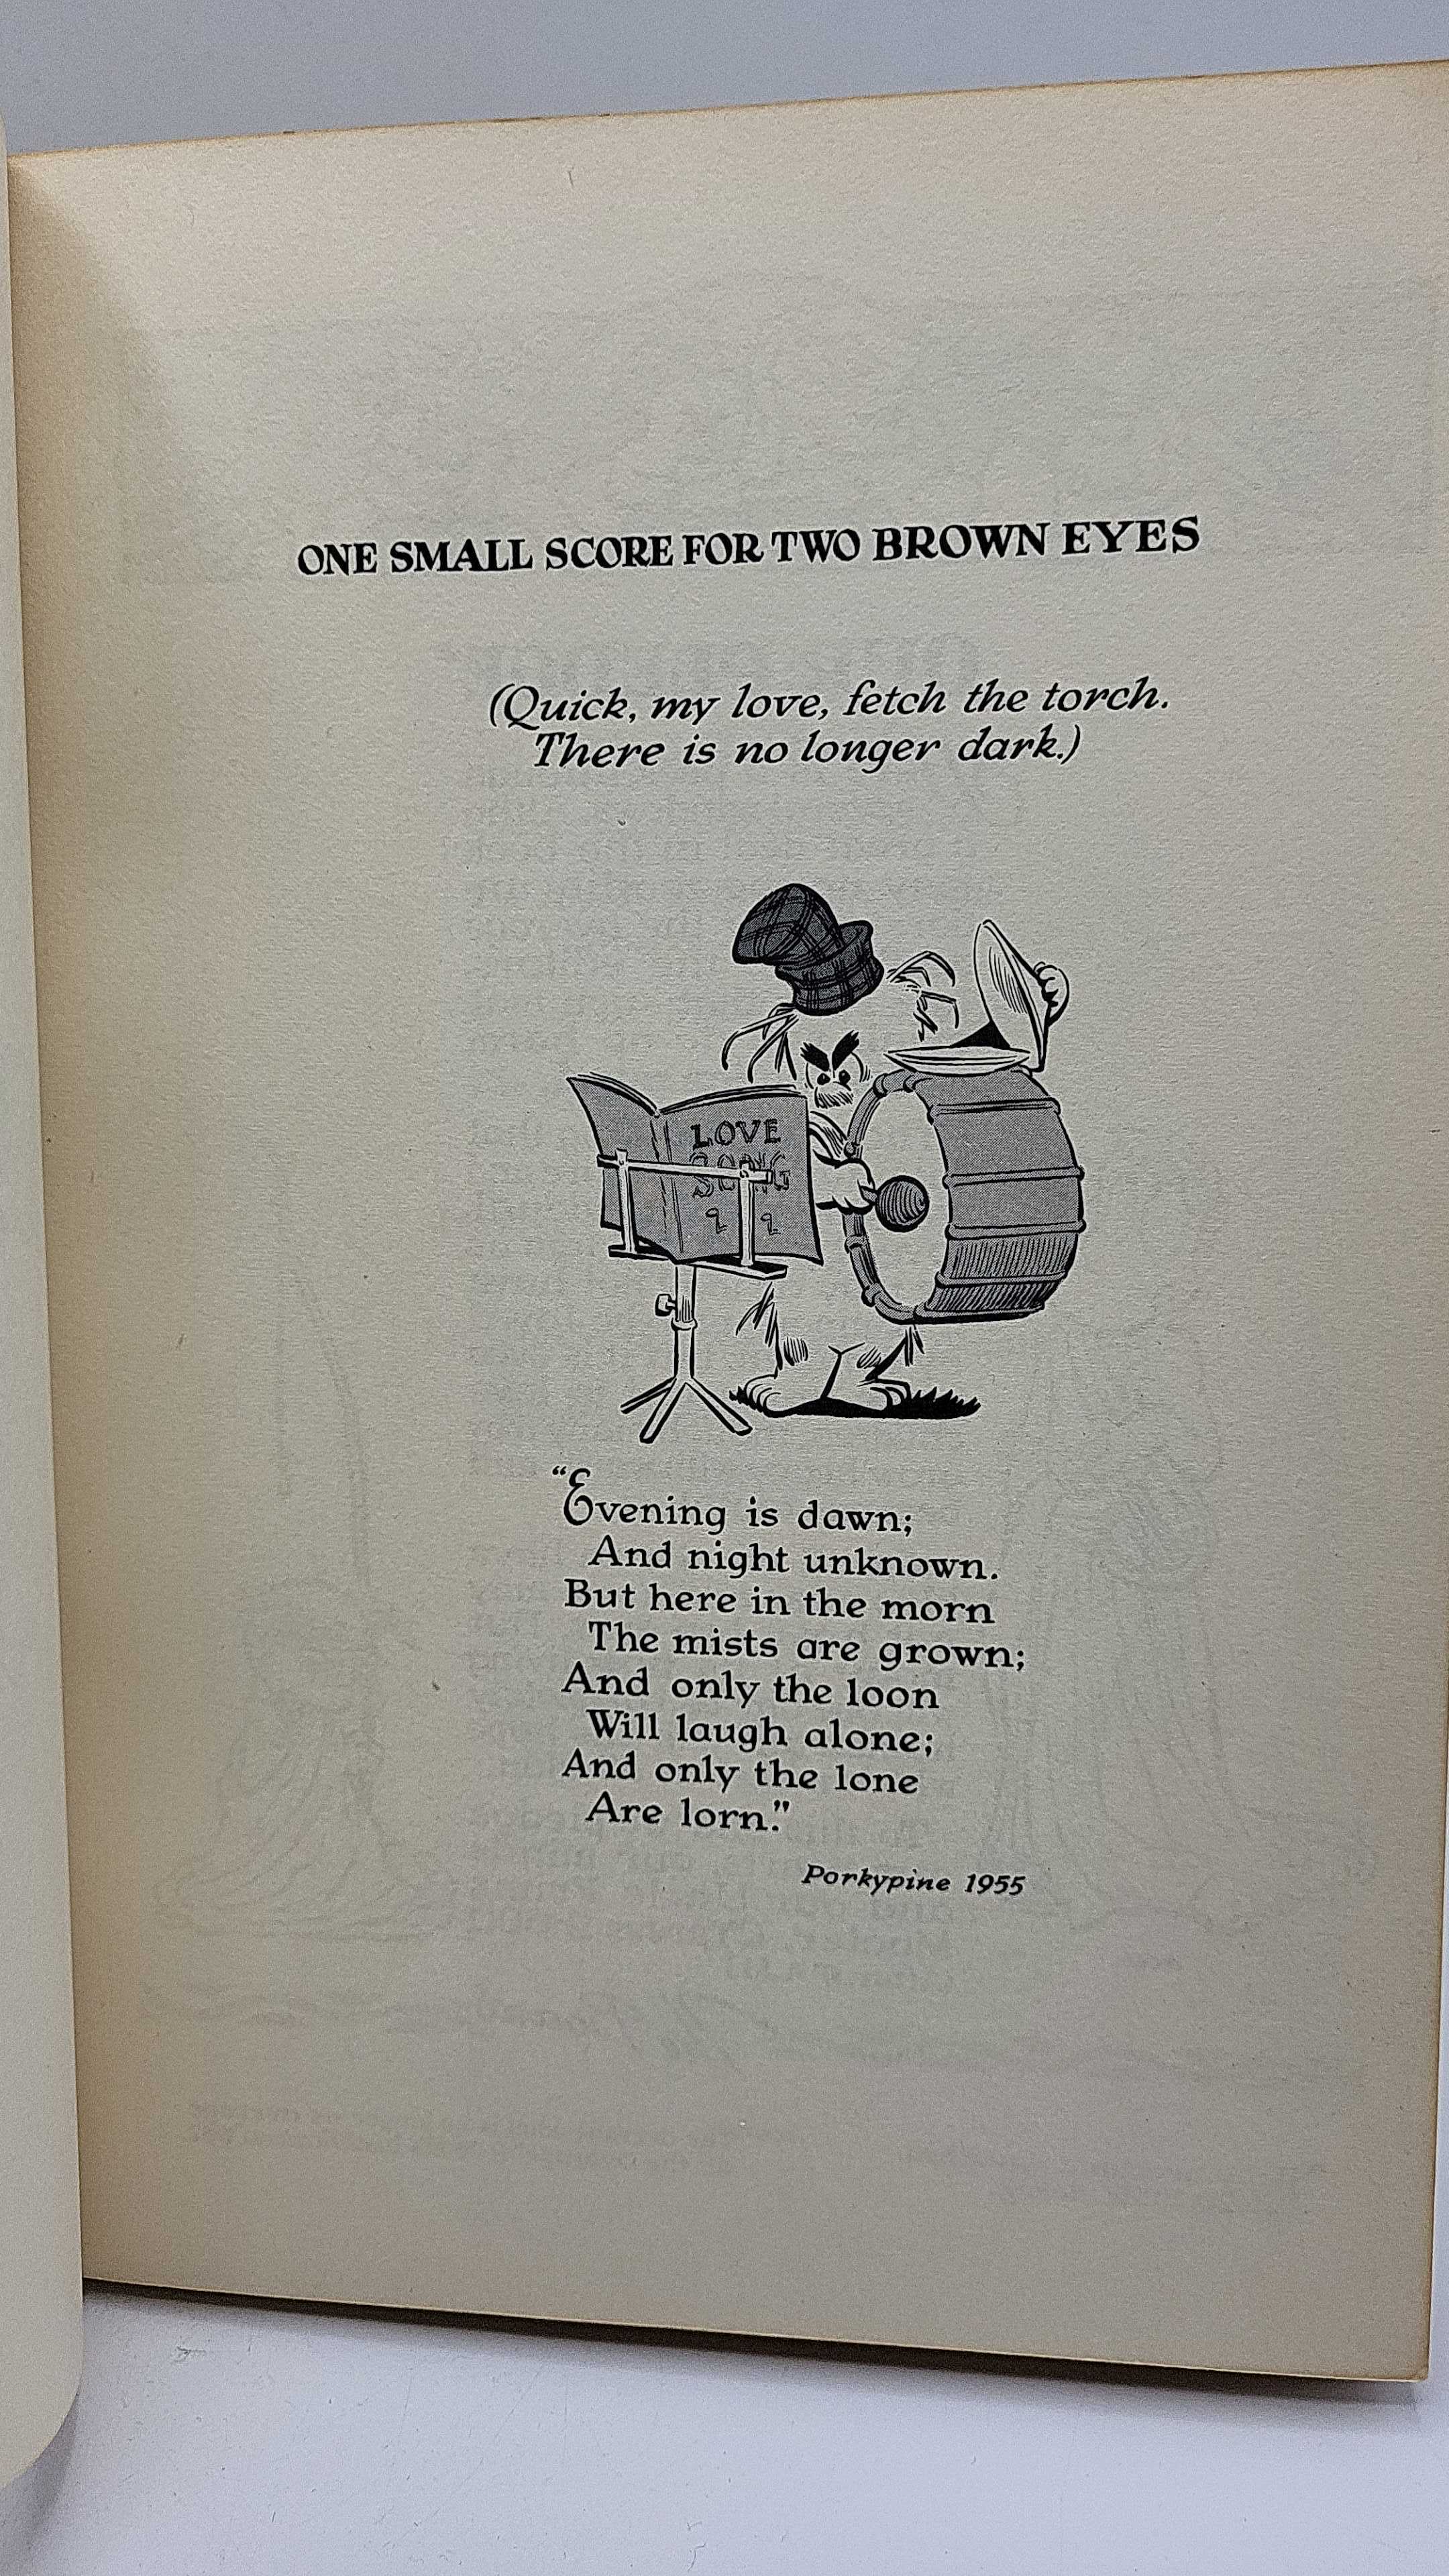 ONE SMALL SCORE FOR TWO BROWN EYES
(Quick, my love, fetch the torch.
There is no longer dark.)
LOVE
SONG
“Evening is dawn;
And night unknown.
But here in the morn
The mists are grown;
And only the loon
Will laugh alone;
And only the lone
Are lorn.”
Porkypine 1955